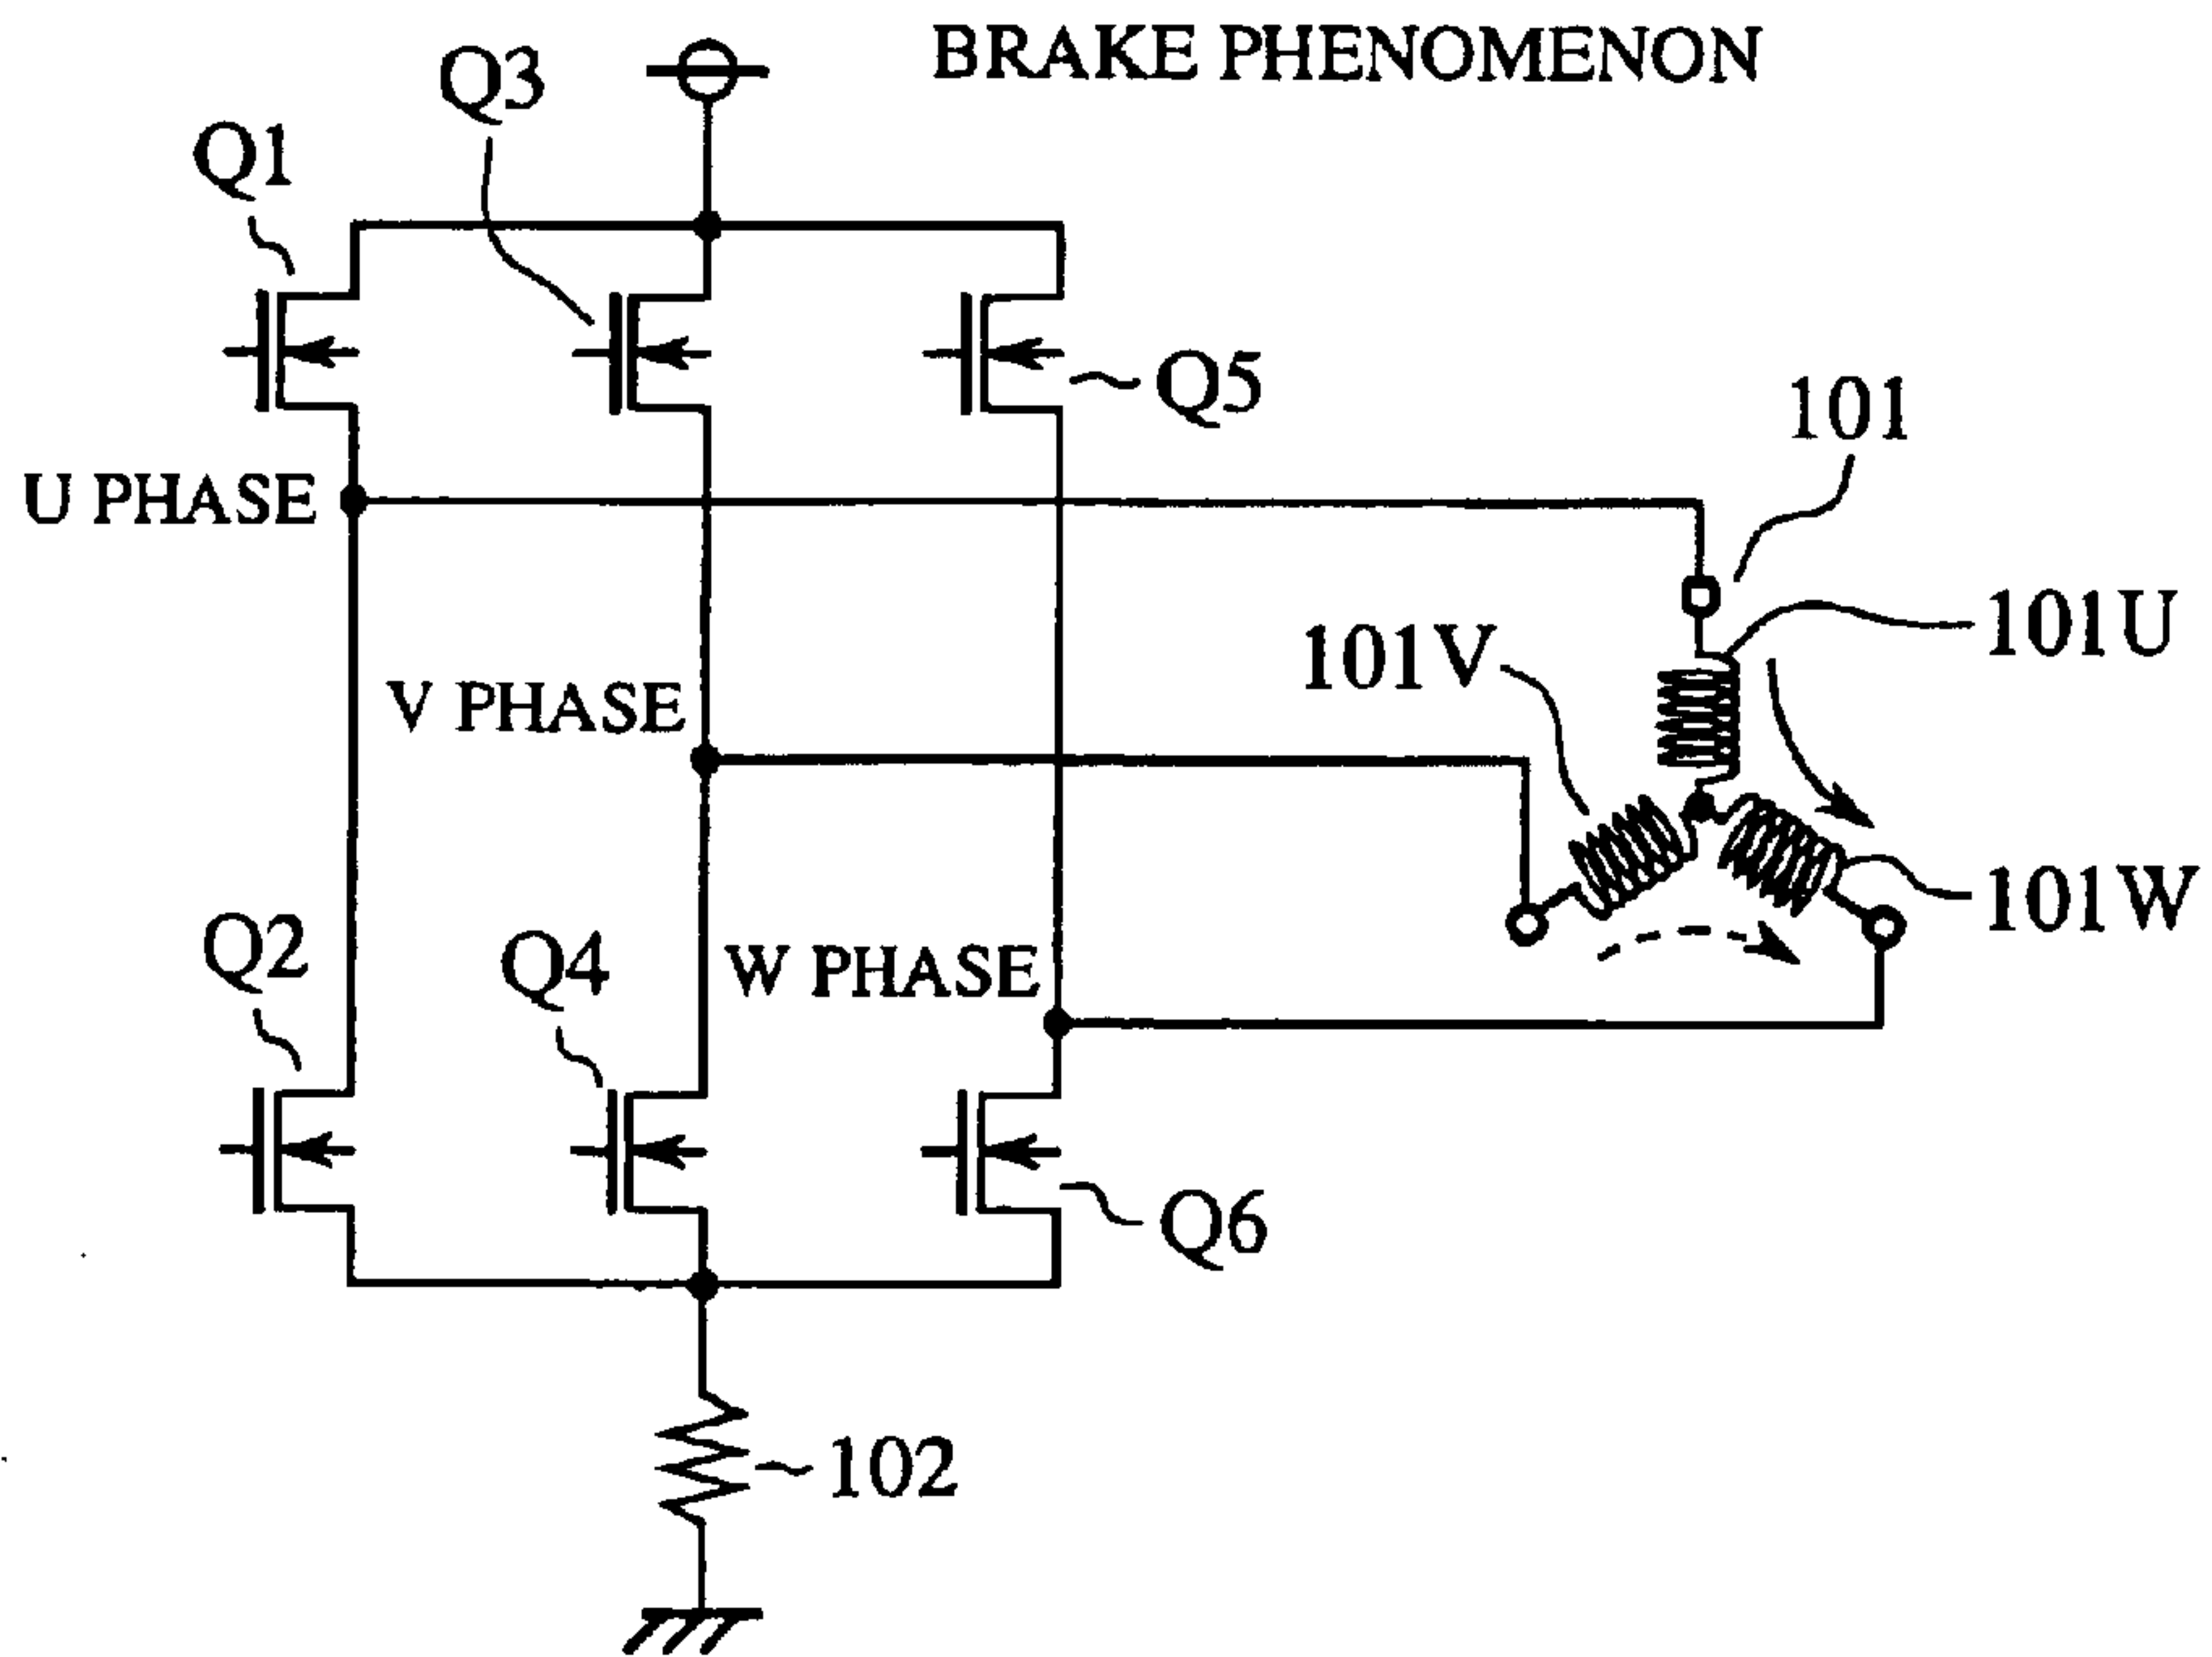 BRAKE PHENOMENON
Q3
Q1
Q5
101
U PHASE
101U
101V
V PHASE
101W
Q2
Q4
W PHASE
Q6
102